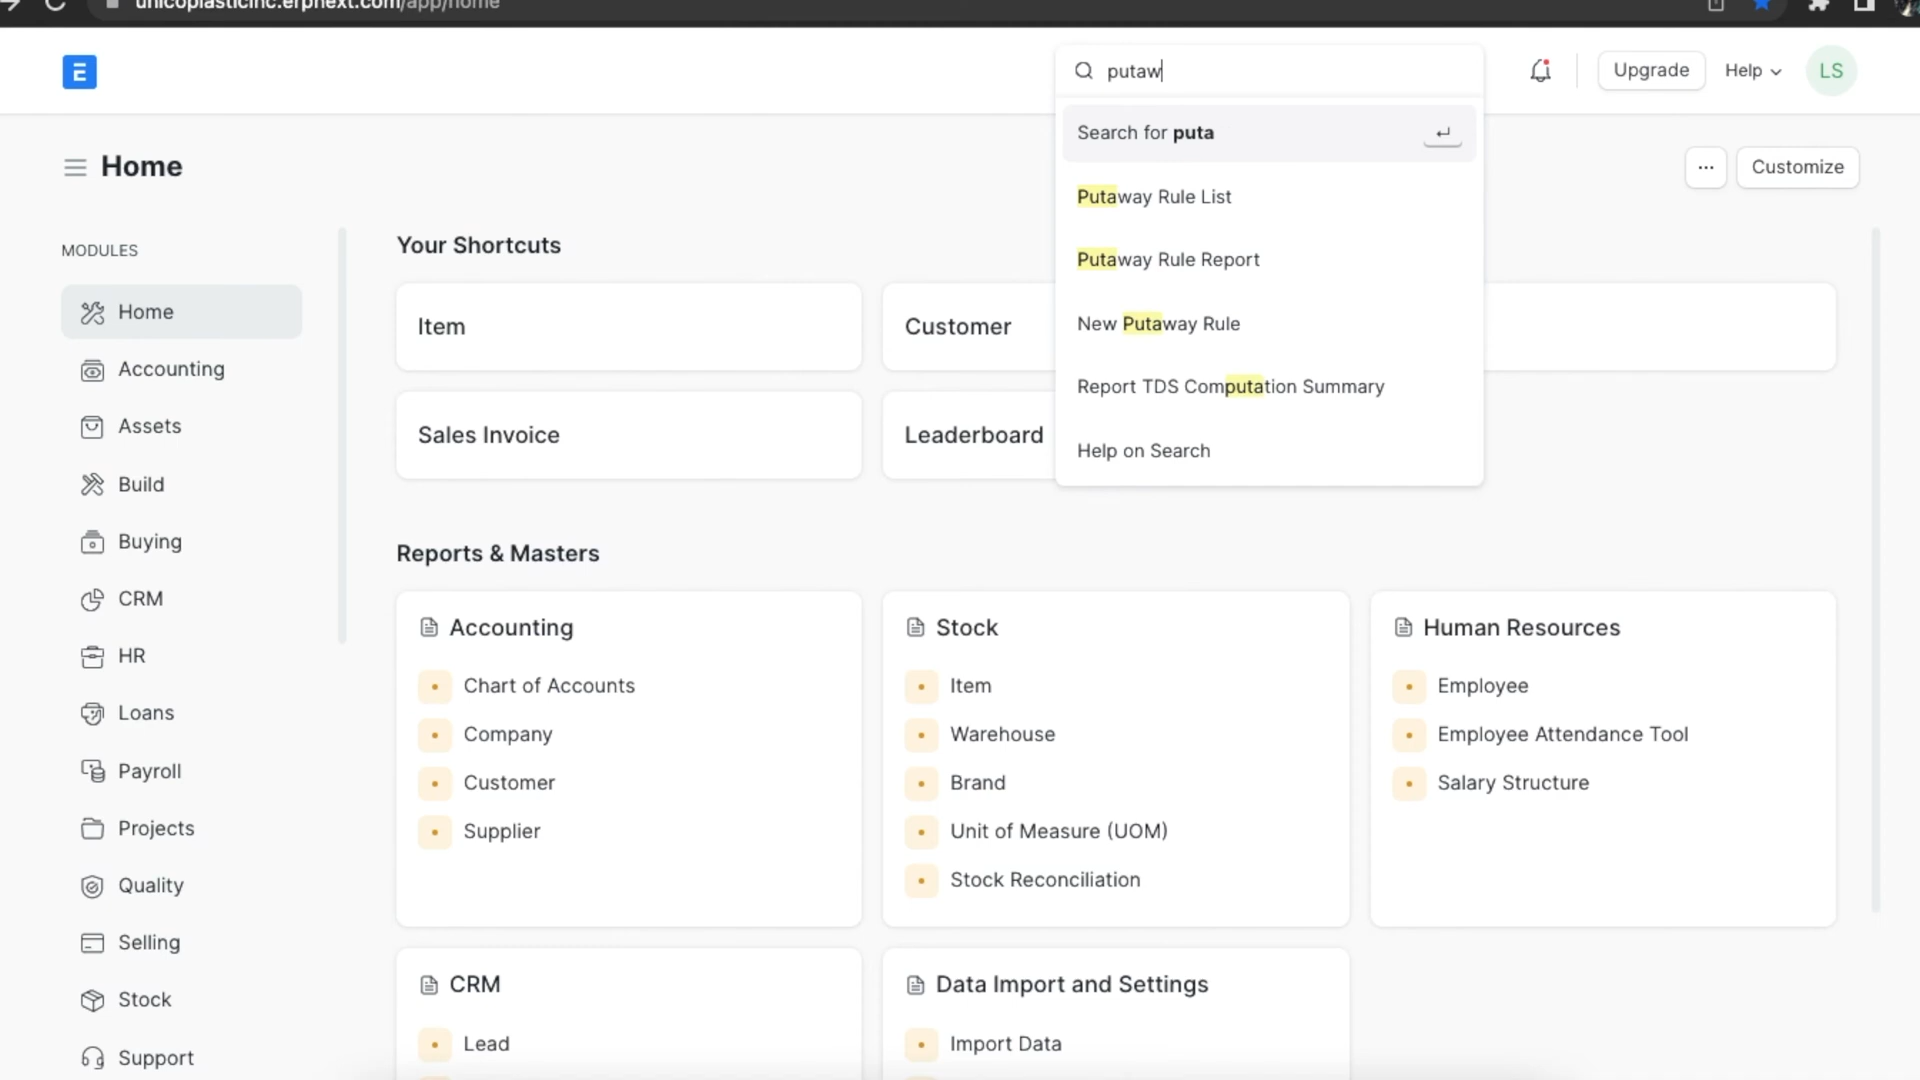 unicoplasticinc.erpnext.com/app/home
E
putaw
Upgrade
Help
LS
Search for puta
Putaway Rule List
Putaway Rule Report
New Putaway Rule
Report TDS Computation Summary
Help on Search
Home
Customize
MODULES
Home
Accounting
Assets
Build
Buying
CRM
HR
Loans
Payroll
Projects
Quality
Selling
Stock
Support
Your Shortcuts
Item
Customer
Sales Invoice
Leaderboard
Reports & Masters
Accounting
Chart of Accounts
Company
Customer
Supplier
Stock
Item
Warehouse
Brand
Unit of Measure (UOM)
Stock Reconciliation
Human Resources
Employee
Employee Attendance Tool
Salary Structure
CRM
Lead
Data Import and Settings
Import Data